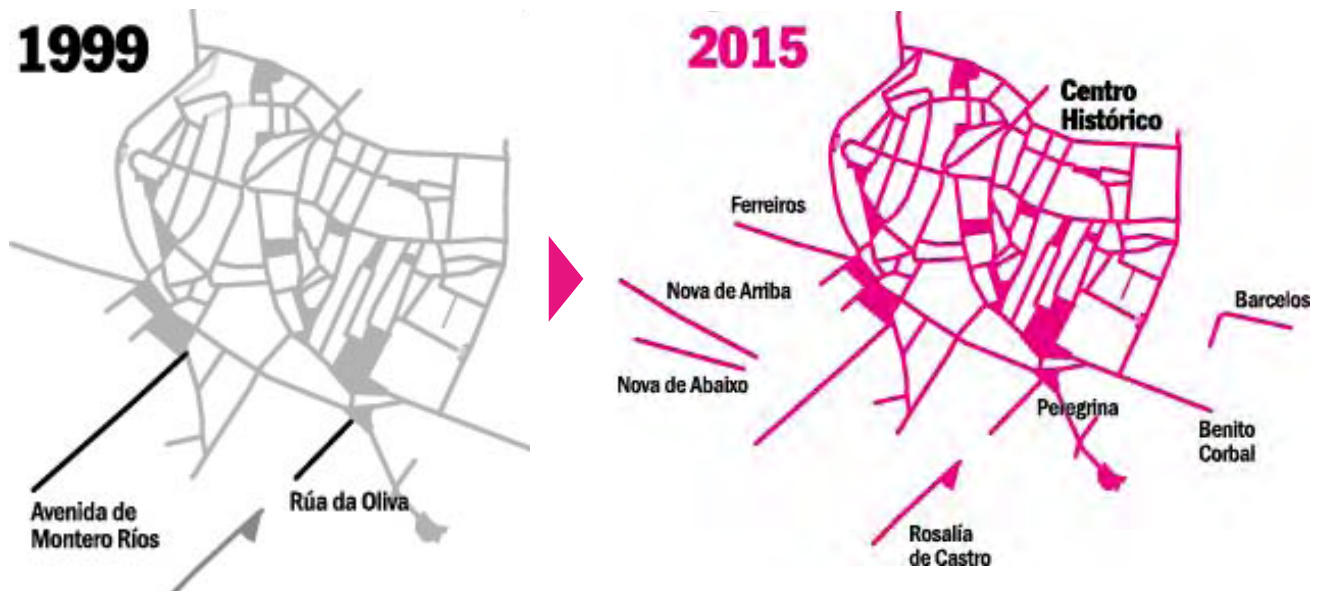 1999
Avenida de
Montero Ríos
Rúa da Oliva
2015
Centro
Histórico
Ferreiros
Nova de Arriba
Nova de Abaixo
Barcelos
Peregrina
Benito
Corbal
Rosalía
de Castro